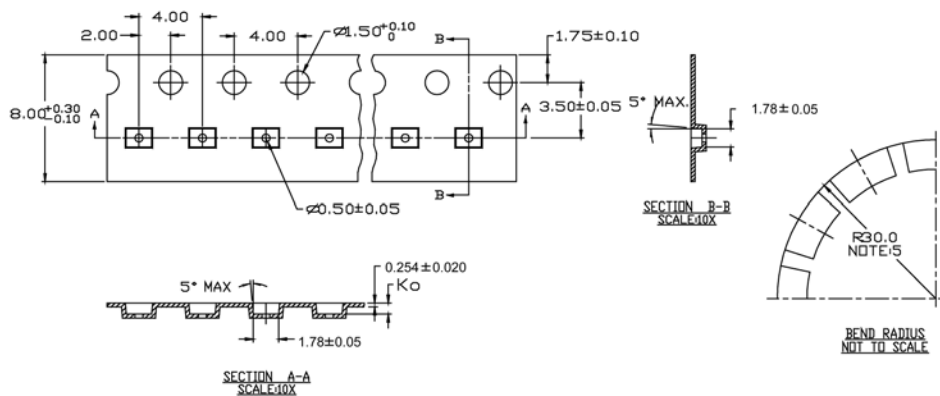 4.00
2.00
4.00
Ø1.50 +0.10 0
B
1.75±0.10
8.00 +0.30 -0.10
A
3.50±0.05
A
5° MAX.
1.78±0.05
B
Ø0.50±0.05
SECTION B-B
SCALE:10X
R30.0
NOTE:5
5° MAX
0.254±0.020
Ko
1.78±0.05
BEND RADIUS
NOT TO SCALE
SECTION A-A
SCALE:10X